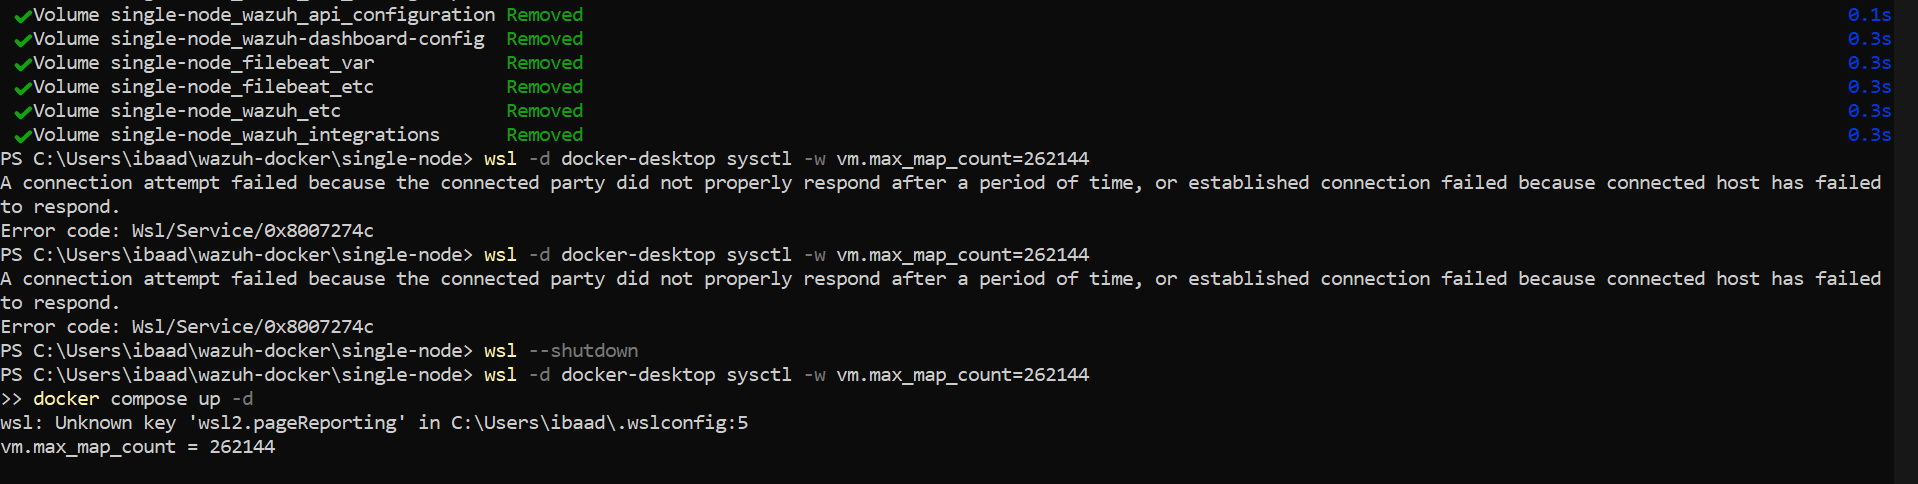 ✔Volume single-node_wazuh_api_configuration Removed 0.1s
✔Volume single-node_wazuh-dashboard-config Removed 0.3s
✔Volume single-node_filebeat_var Removed 0.3s
✔Volume single-node_filebeat_etc Removed 0.3s
✔Volume single-node_wazuh_etc Removed 0.3s
✔Volume single-node_wazuh_integrations Removed 0.3s
PS C:\Users\ibaad\wazuh-docker\single-node> wsl -d docker-desktop sysctl -w vm.max_map_count=262144
A connection attempt failed because the connected party did not properly respond after a period of time, or established connection failed because connected host has failed
to respond.
Error code: Wsl/Service/0x8007274c
PS C:\Users\ibaad\wazuh-docker\single-node> wsl -d docker-desktop sysctl -w vm.max_map_count=262144
A connection attempt failed because the connected party did not properly respond after a period of time, or established connection failed because connected host has failed
to respond.
Error code: Wsl/Service/0x8007274c
PS C:\Users\ibaad\wazuh-docker\single-node> wsl --shutdown
PS C:\Users\ibaad\wazuh-docker\single-node> wsl -d docker-desktop sysctl -w vm.max_map_count=262144
>> docker compose up -d
wsl: Unknown key 'wsl2.pageReporting' in C:\Users\ibaad\.wslconfig:5
vm.max_map_count = 262144